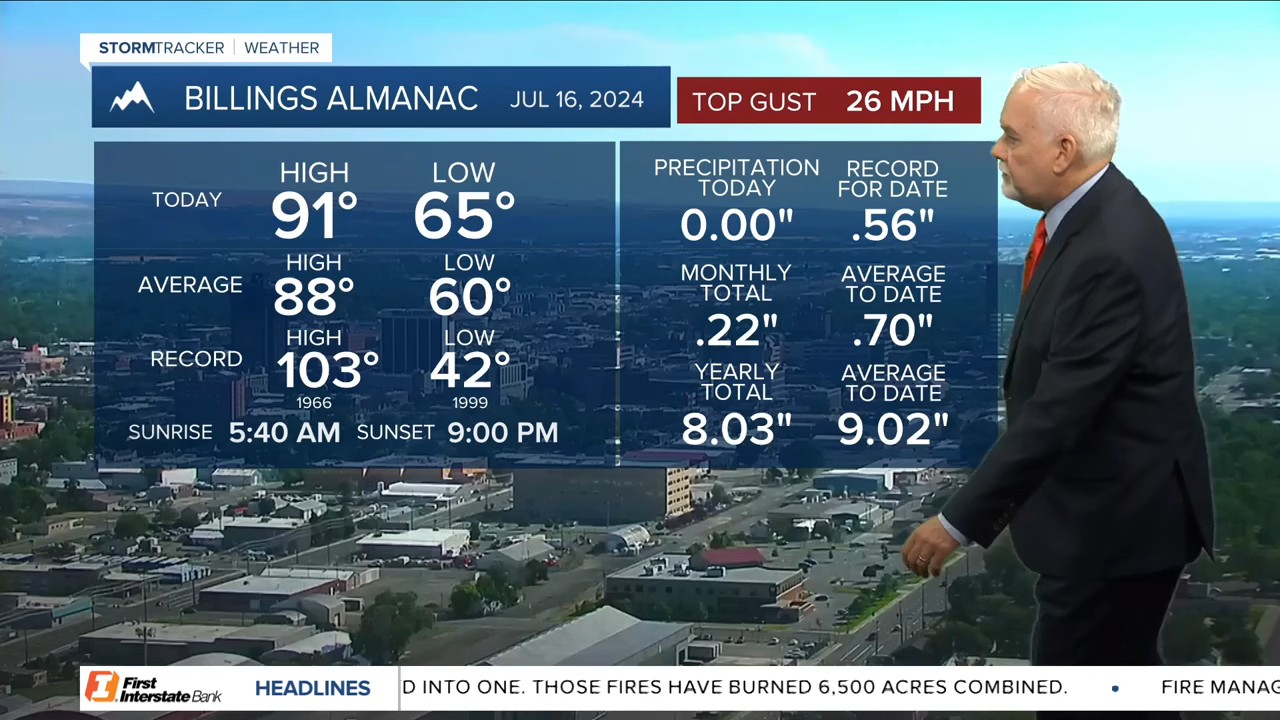 STORMTRACKER | WEATHER
BILLINGS ALMANAC JUL 16, 2024
TOP GUST 26 MPH
HIGH LOW
TODAY 91° 65°
HIGH LOW
AVERAGE 88° 60°
HIGH LOW
RECORD 103° 42°
1966 1999
SUNRISE 5:40 AM SUNSET 9:00 PM
PRECIPITATION TODAY
RECORD FOR DATE
0.00" .56"
MONTHLY TOTAL
AVERAGE TO DATE
.22" .70"
YEARLY TOTAL
AVERAGE TO DATE
8.03" 9.02"
First Interstate Bank
HEADLINES
D INTO ONE. THOSE FIRES HAVE BURNED 6,500 ACRES COMBINED. • FIRE MANAG